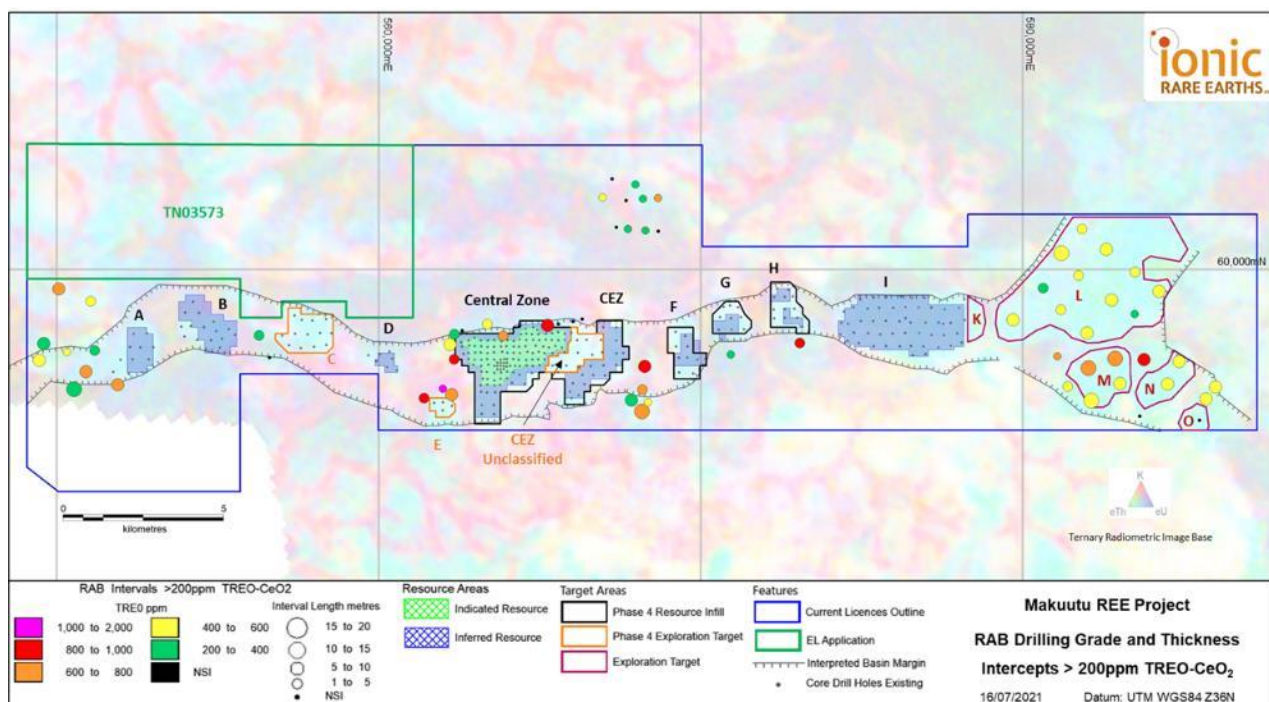 560,000mE
580,000mE
ionic
RARE EARTHS
TN03573
60,000mN
A
B
C
D
Central Zone
CEZ
F
G
H
I
K
L
M
N
O
E
CEZ
Unclassified
0 5
kilometres
K
eTh eU
Ternary Radiometric Image Base
RAB Intervals >200ppm TREO-CeO2
TRE0 ppm
1,000 to 2,000
800 to 1,000
600 to 800
400 to 600
200 to 400
NSI
Interval Length metres
15 to 20
10 to 15
5 to 10
1 to 5
NSI
Resource Areas
Indicated Resource
Inferred Resource
Target Areas
Phase 4 Resource Infill
Phase 4 Exploration Target
Exploration Target
Features
Current Licences Outline
EL Application
Interpreted Basin Margin
Core Drill Holes Existing
Makuutu REE Project
RAB Drilling Grade and Thickness
Intercepts > 200ppm TREO-CeO₂
16/07/2021 Datum: UTM WGS84 Z36N